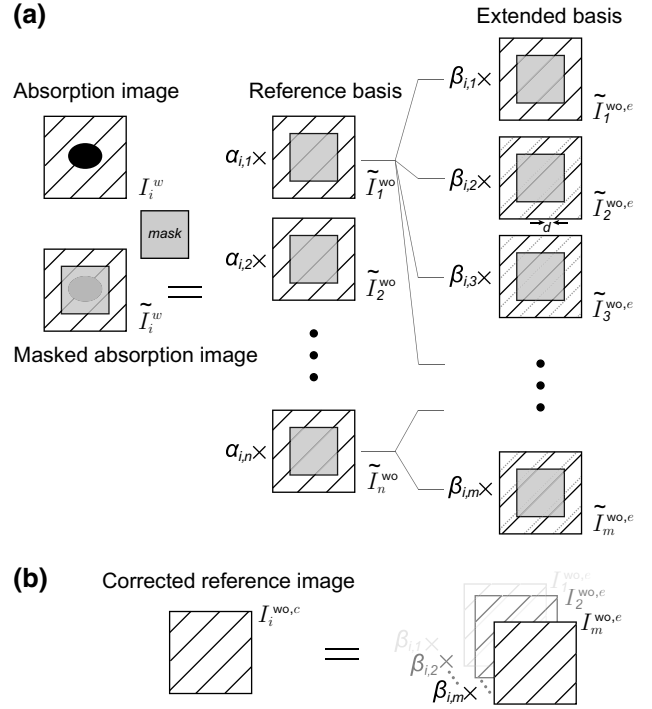 (a)
Extended basis
Absorption image
Reference basis
β_{i,1}×
Ĩ_1^{wo,e}
α_{i,1}×
Ĩ_1^{wo}
I_i^w
β_{i,2}×
Ĩ_2^{wo,e}
d
mask
α_{i,2}×
Ĩ_2^{wo}
β_{i,3}×
Ĩ_3^{wo,e}
Ĩ_i^w
=
Masked absorption image
α_{i,n}×
Ĩ_n^{wo}
β_{i,m}×
Ĩ_m^{wo,e}
(b)
Corrected reference image
I_i^{wo,c}
=
I_1^{wo,e}
I_2^{wo,e}
I_m^{wo,e}
β_{i,1}×
β_{i,2}×
β_{i,m}×